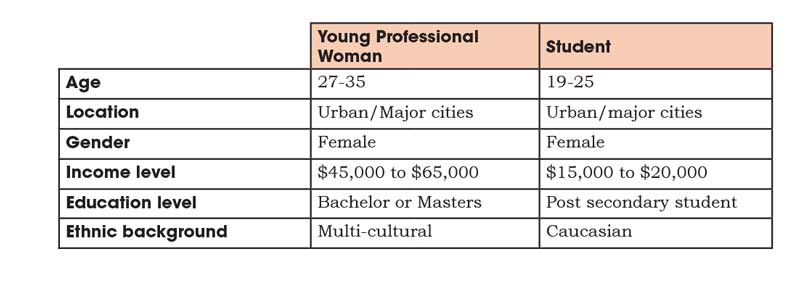 Young Professional
Woman
Student
Age 27-35 19-25
Location Urban/Major cities Urban/major cities
Gender Female Female
Income level $45,000 to $65,000 $15,000 to $20,000
Education level Bachelor or Masters Post secondary student
Ethnic background Multi-cultural Caucasian